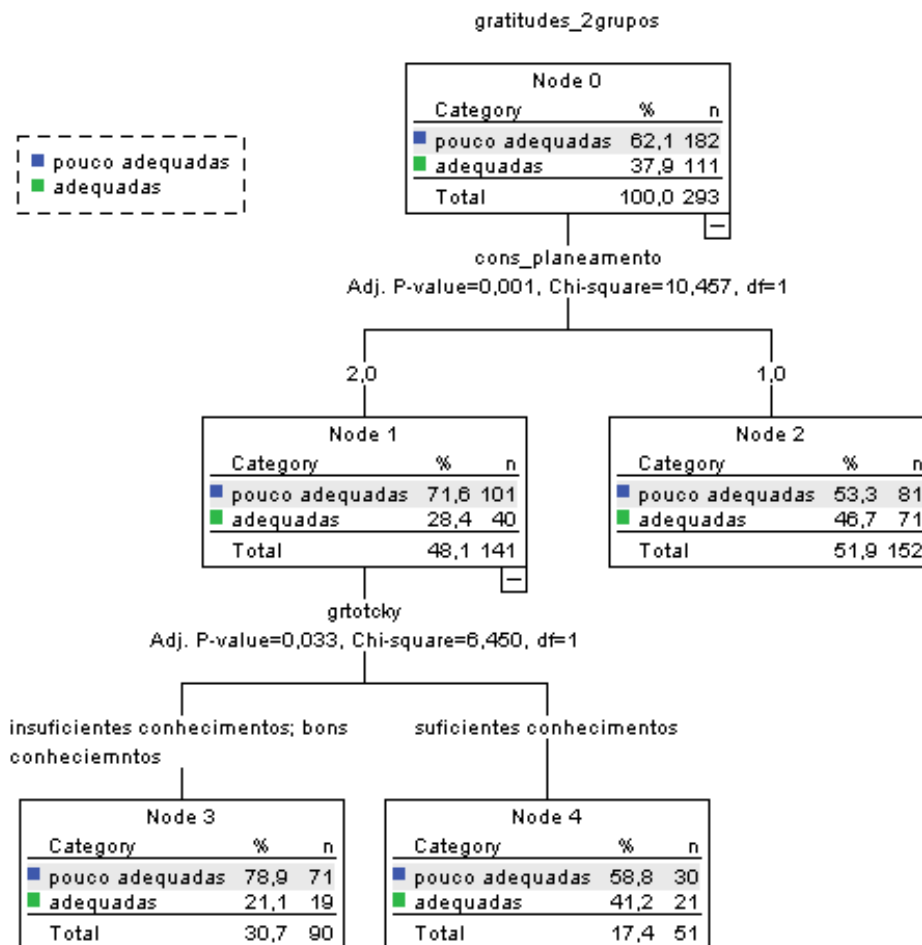 gratitudes_2grupos
Node 0
Category % n
pouco adequadas 62,1 182
adequadas 37,9 111
Total 100,0 293
pouco adequadas
adequadas
cons_planeamento
Adj. P-value=0,001, Chi-square=10,457, df=1
2,0
1,0
Node 1
Category % n
pouco adequadas 71,6 101
adequadas 28,4 40
Total 48,1 141
Node 2
Category % n
pouco adequadas 53,3 81
adequadas 46,7 71
Total 51,9 152
grtotcky
Adj. P-value=0,033, Chi-square=6,450, df=1
insuficientes conhecimentos; bons
conheciemntos
suficientes conhecimentos
Node 3
Category % n
pouco adequadas 78,9 71
adequadas 21,1 19
Total 30,7 90
Node 4
Category % n
pouco adequadas 58,8 30
adequadas 41,2 21
Total 17,4 51